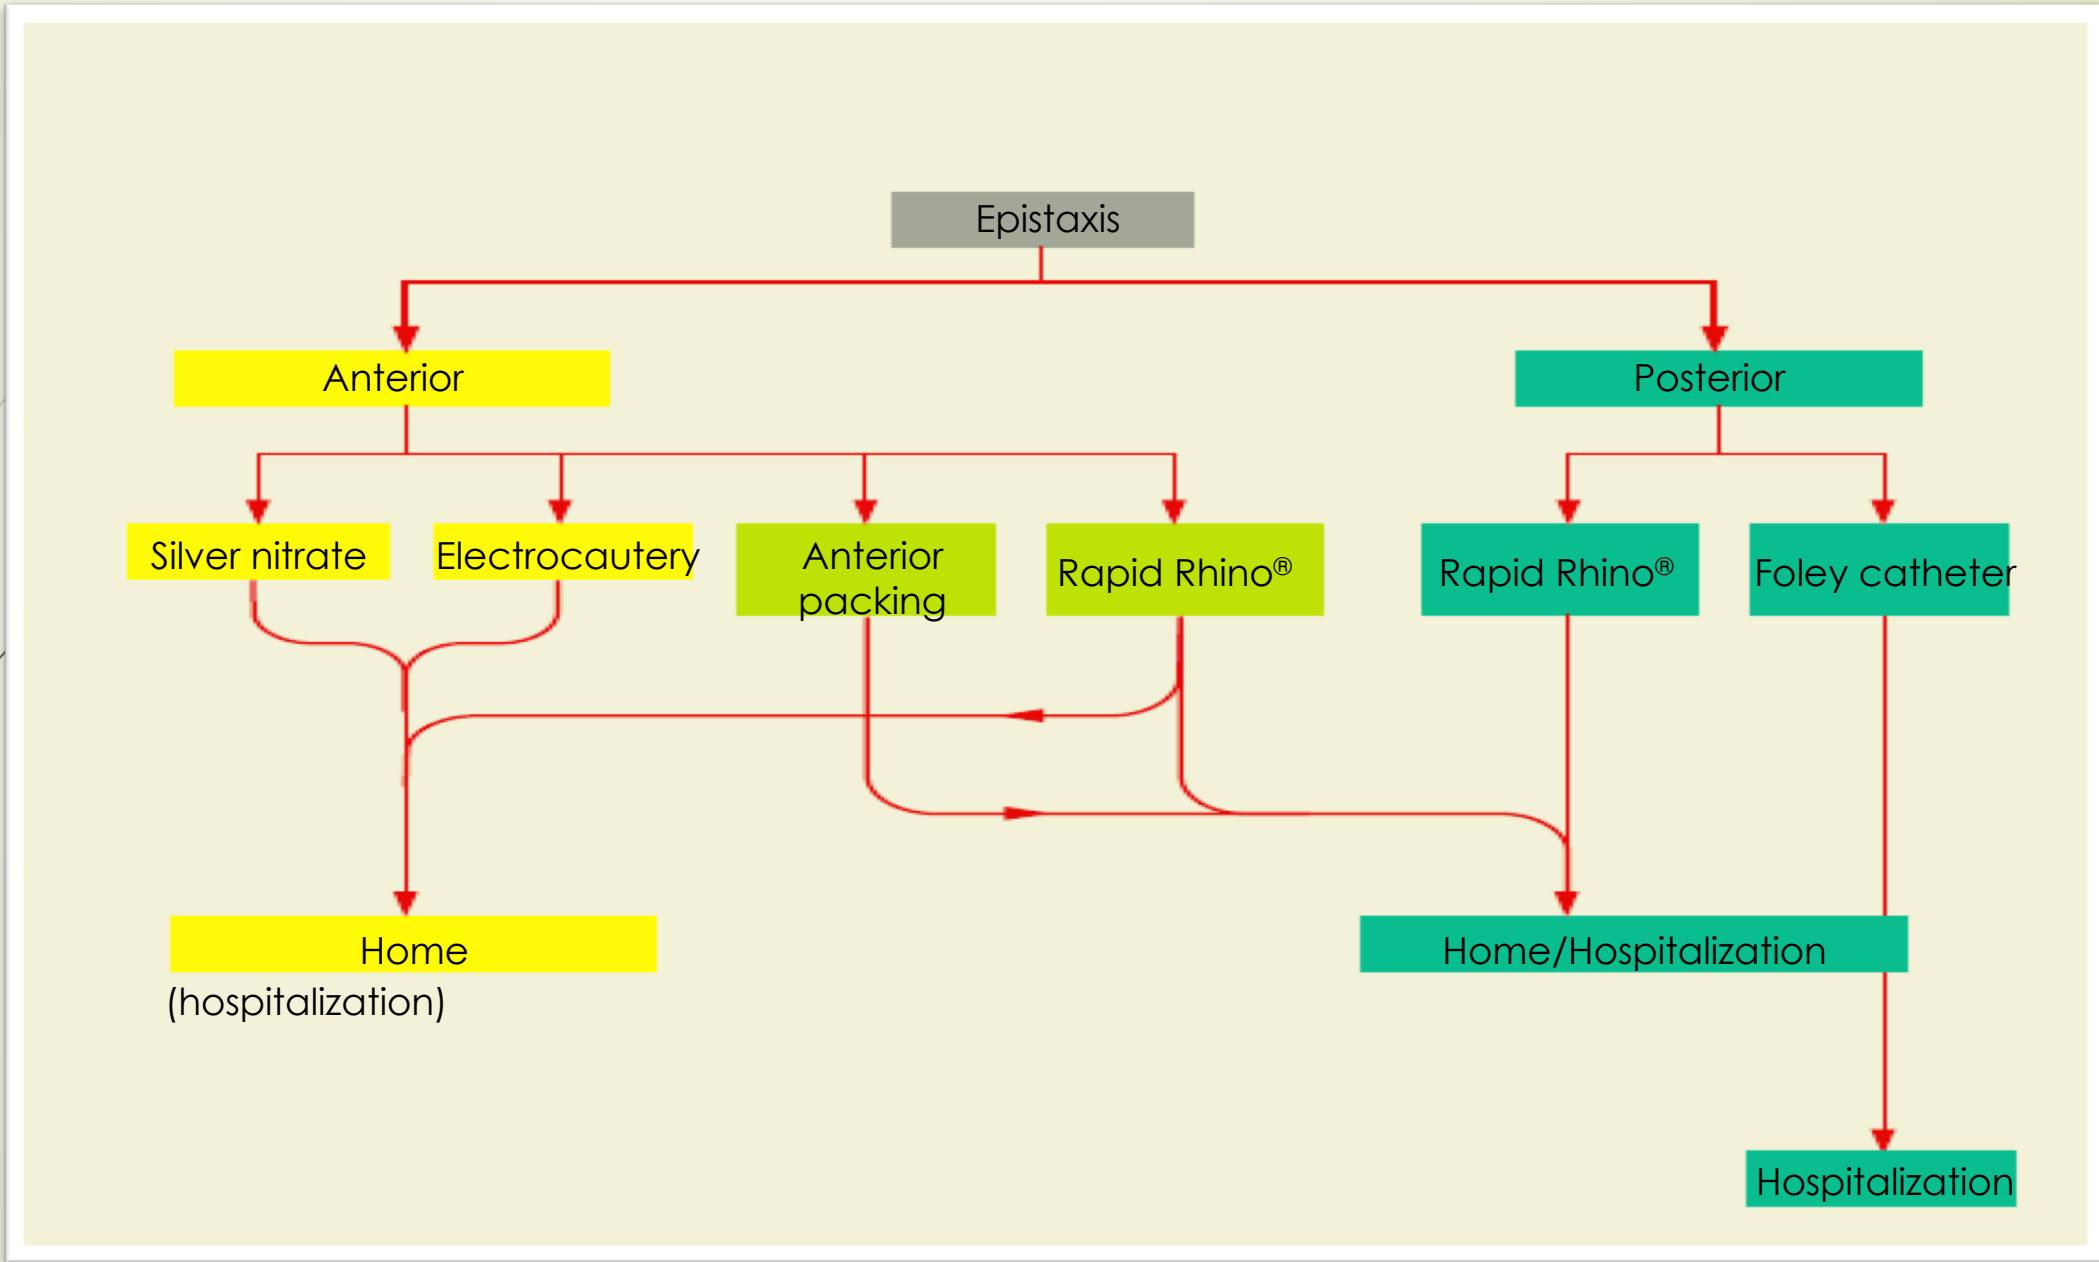 Epistaxis
Anterior
Posterior
Silver nitrate
Electrocautery
Anterior
packing
Rapid Rhino®
Rapid Rhino®
Foley catheter
Home
(hospitalization)
Home/Hospitalization
Hospitalization